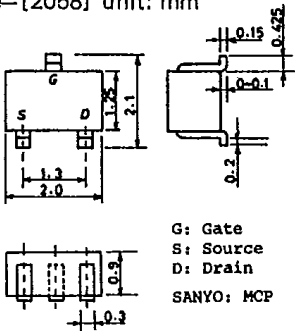 [2058] unit: mm
G
S D
1.3
2.0
1.25
2.1
0.15
0.425
0~0.1
0.2
0.9
0.3
G: Gate
S: Source
D: Drain
SANYO: MCP